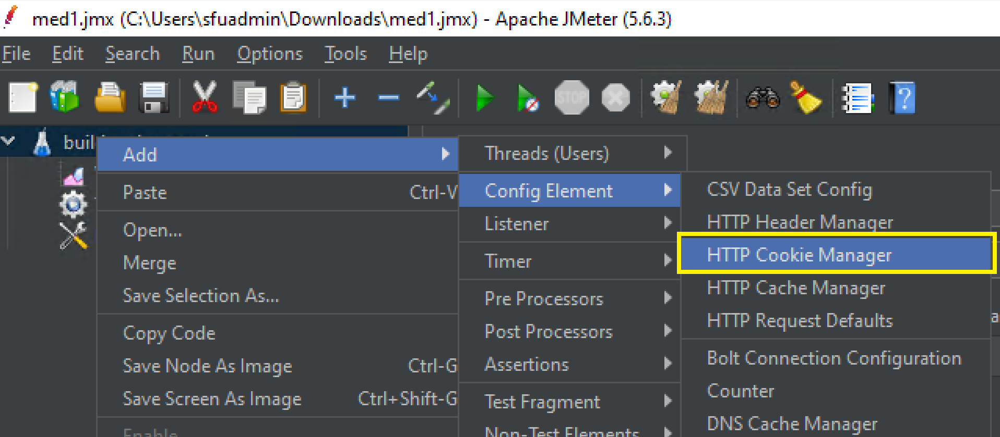 med1.jmx (C:\Users\sfuadmin\Downloads\med1.jmx) - Apache JMeter (5.6.3)
File Edit Search Run Options Tools Help
STOP
Add
Paste Ctrl-V
Open...
Merge
Save Selection As...
Copy Code
Save Node As Image Ctrl-G
Save Screen As Image Ctrl+Shift-G
Enable
Threads (Users)
Config Element
Listener
Timer
Pre Processors
Post Processors
Assertions
Test Fragment
Non-Test Elements
CSV Data Set Config
HTTP Header Manager
HTTP Cookie Manager
HTTP Cache Manager
HTTP Request Defaults
Bolt Connection Configuration
Counter
DNS Cache Manager